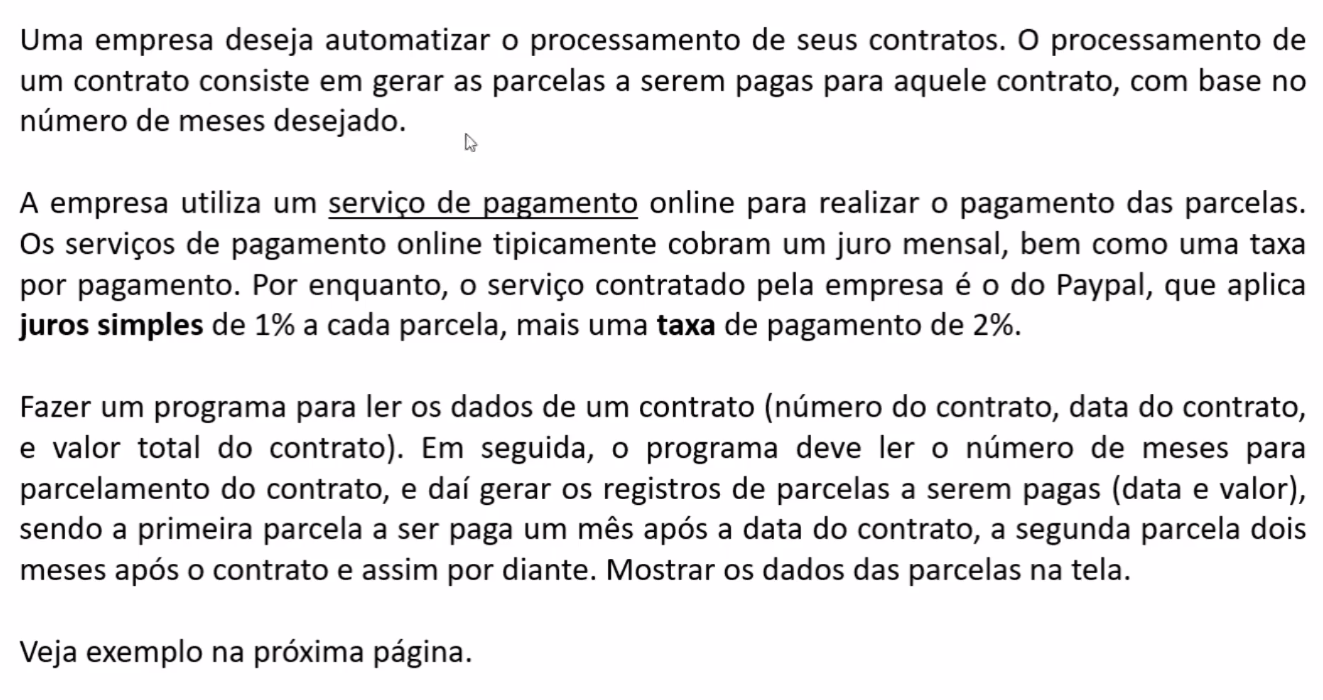 Uma empresa deseja automatizar o processamento de seus contratos. O processamento de
um contrato consiste em gerar as parcelas a serem pagas para aquele contrato, com base no
número de meses desejado.
A empresa utiliza um serviço de pagamento online para realizar o pagamento das parcelas.
Os serviços de pagamento online tipicamente cobram um juro mensal, bem como uma taxa
por pagamento. Por enquanto, o serviço contratado pela empresa é o do Paypal, que aplica
juros simples de 1% a cada parcela, mais uma taxa de pagamento de 2%.
Fazer um programa para ler os dados de um contrato (número do contrato, data do contrato,
e valor total do contrato). Em seguida, o programa deve ler o número de meses para
parcelamento do contrato, e daí gerar os registros de parcelas a serem pagas (data e valor),
sendo a primeira parcela a ser paga um mês após a data do contrato, a segunda parcela dois
meses após o contrato e assim por diante. Mostrar os dados das parcelas na tela.
Veja exemplo na próxima página.